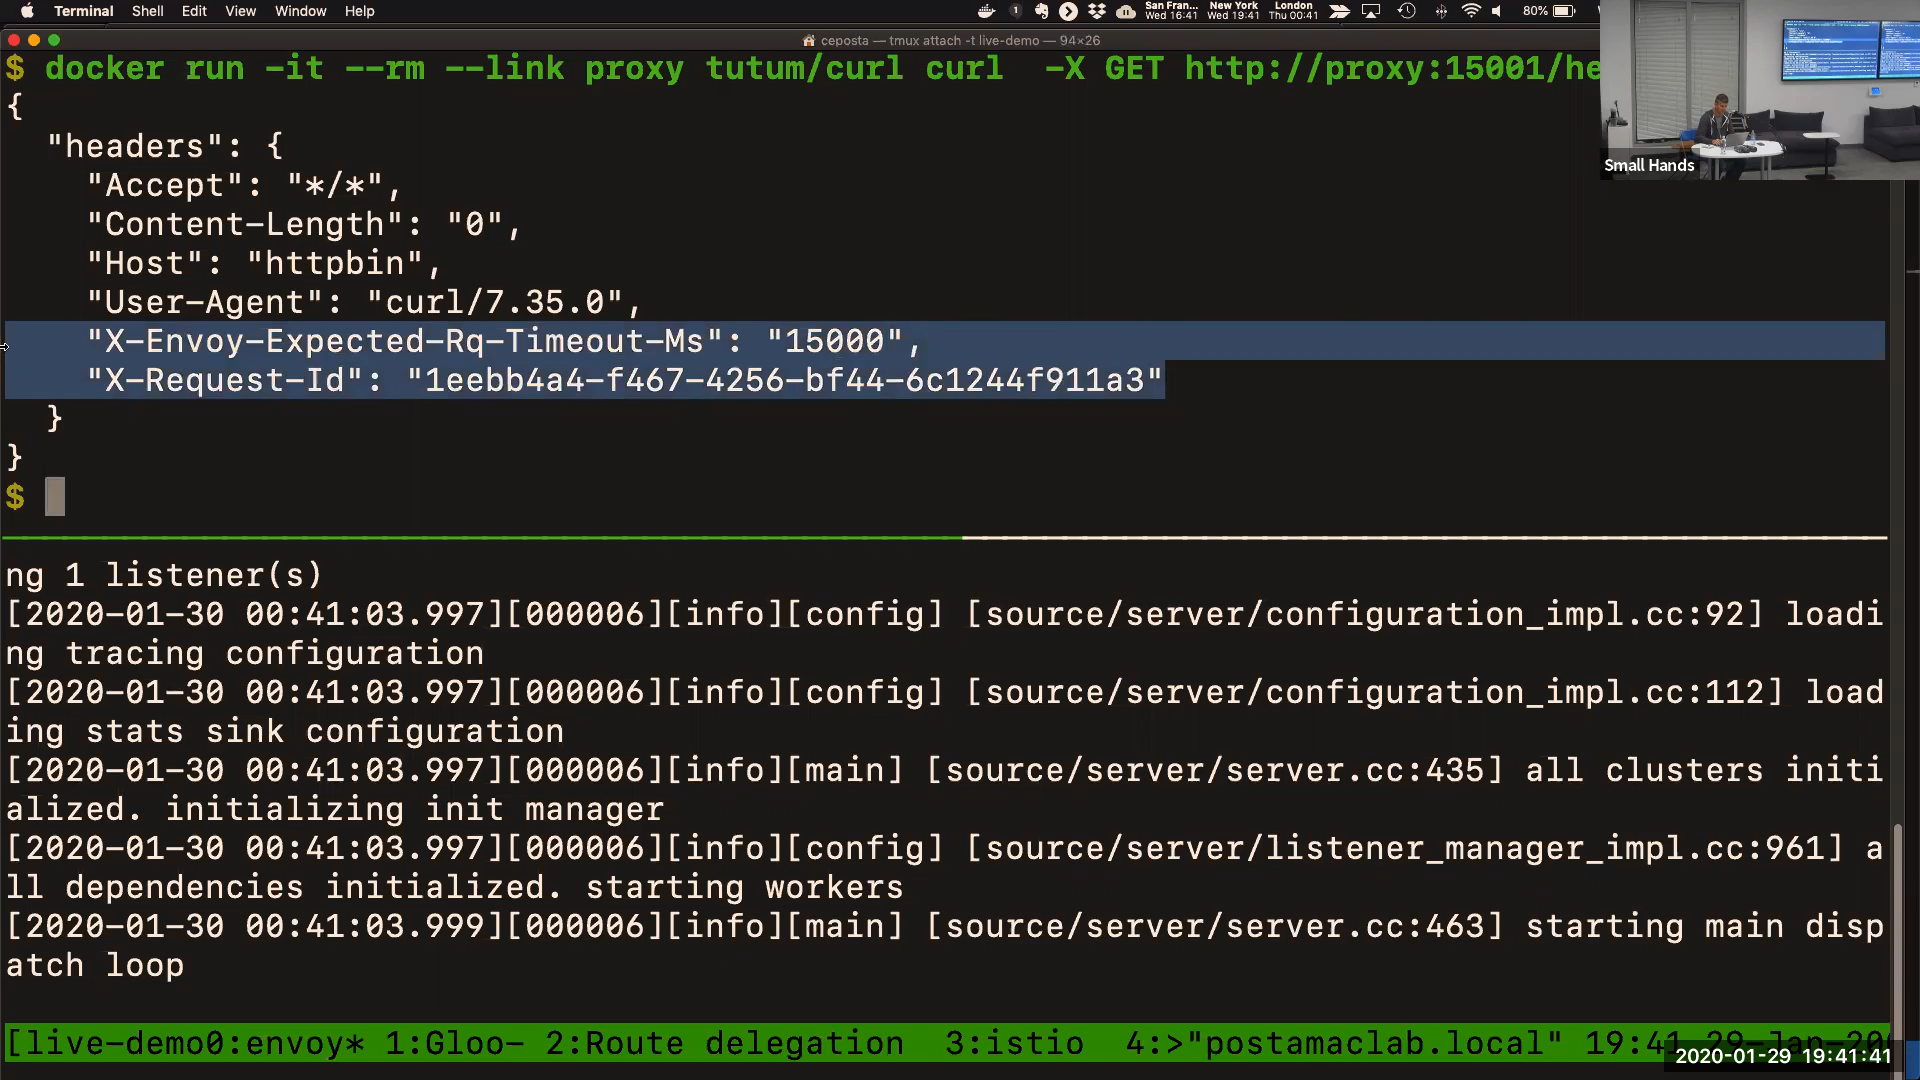 Terminal Shell Edit View Window Help 1 San Fran... Wed 16:41 New York Wed 19:41 London Thu 00:41 80%
ceposta — tmux attach -t live-demo — 94×26
$ docker run -it --rm --link proxy tutum/curl curl  -X GET http://proxy:15001/he
{
  "headers": {
    "Accept": "*/*",
    "Content-Length": "0",
    "Host": "httpbin",
    "User-Agent": "curl/7.35.0",
    "X-Envoy-Expected-Rq-Timeout-Ms": "15000",
    "X-Request-Id": "1eebb4a4-f467-4256-bf44-6c1244f911a3"
  }
}
$
Small Hands
ng 1 listener(s)
[2020-01-30 00:41:03.997][000006][info][config] [source/server/configuration_impl.cc:92] loadi
ng tracing configuration
[2020-01-30 00:41:03.997][000006][info][config] [source/server/configuration_impl.cc:112] load
ing stats sink configuration
[2020-01-30 00:41:03.997][000006][info][main] [source/server/server.cc:435] all clusters initi
alized. initializing init manager
[2020-01-30 00:41:03.997][000006][info][config] [source/server/listener_manager_impl.cc:961] a
ll dependencies initialized. starting workers
[2020-01-30 00:41:03.999][000006][info][main] [source/server/server.cc:463] starting main disp
atch loop
[live-demo0:envoy* 1:Gloo- 2:Route delegation  3:istio  4:>"postamaclab.local" 19:41 29-Jan-20
2020-01-29 19:41:41